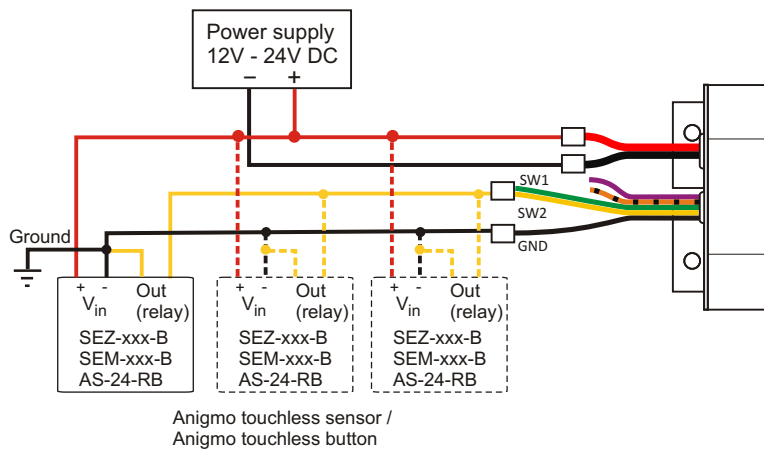 Power supply
12V - 24V DC
– +
SW1
SW2
GND
Ground
+ - Out
V in (relay)
SEZ-xxx-B
SEM-xxx-B
AS-24-RB
+ - Out
V in (relay)
SEZ-xxx-B
SEM-xxx-B
AS-24-RB
+ - Out
V in (relay)
SEZ-xxx-B
SEM-xxx-B
AS-24-RB
Anigmo touchless sensor /
Anigmo touchless button